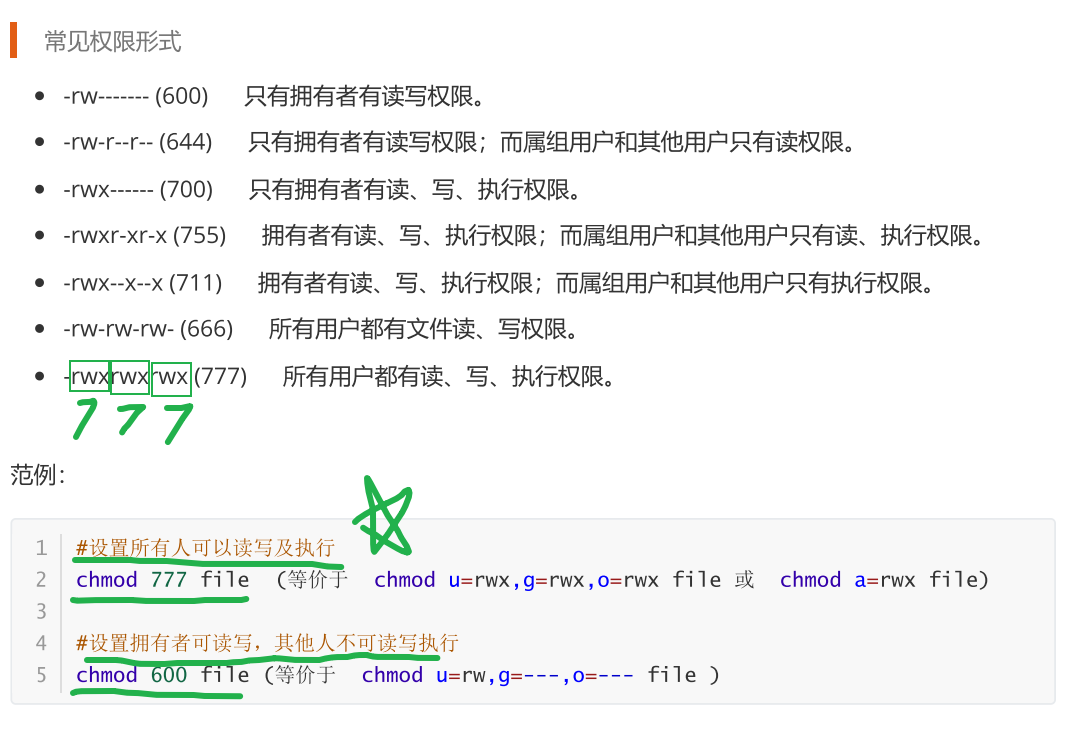 常见权限形式
-rw------- (600) 只有拥有者有读写权限。
-rw-r--r-- (644) 只有拥有者有读写权限；而属组用户和其他用户只有读权限。
-rwx------ (700) 只有拥有者有读、写、执行权限。
-rwxr-xr-x (755) 拥有者有读、写、执行权限；而属组用户和其他用户只有读、执行权限。
-rwx--x--x (711) 拥有者有读、写、执行权限；而属组用户和其他用户只有执行权限。
-rw-rw-rw- (666) 所有用户都有文件读、写权限。
-rwxrwxrwx (777) 所有用户都有读、写、执行权限。
7 7 7
范例：
1 #设置所有人可以读写及执行
2 chmod 777 file (等价于 chmod u=rwx,g=rwx,o=rwx file 或 chmod a=rwx file)
3
4 #设置拥有者可读写，其他人不可读写执行
5 chmod 600 file (等价于 chmod u=rw,g=---,o=--- file )